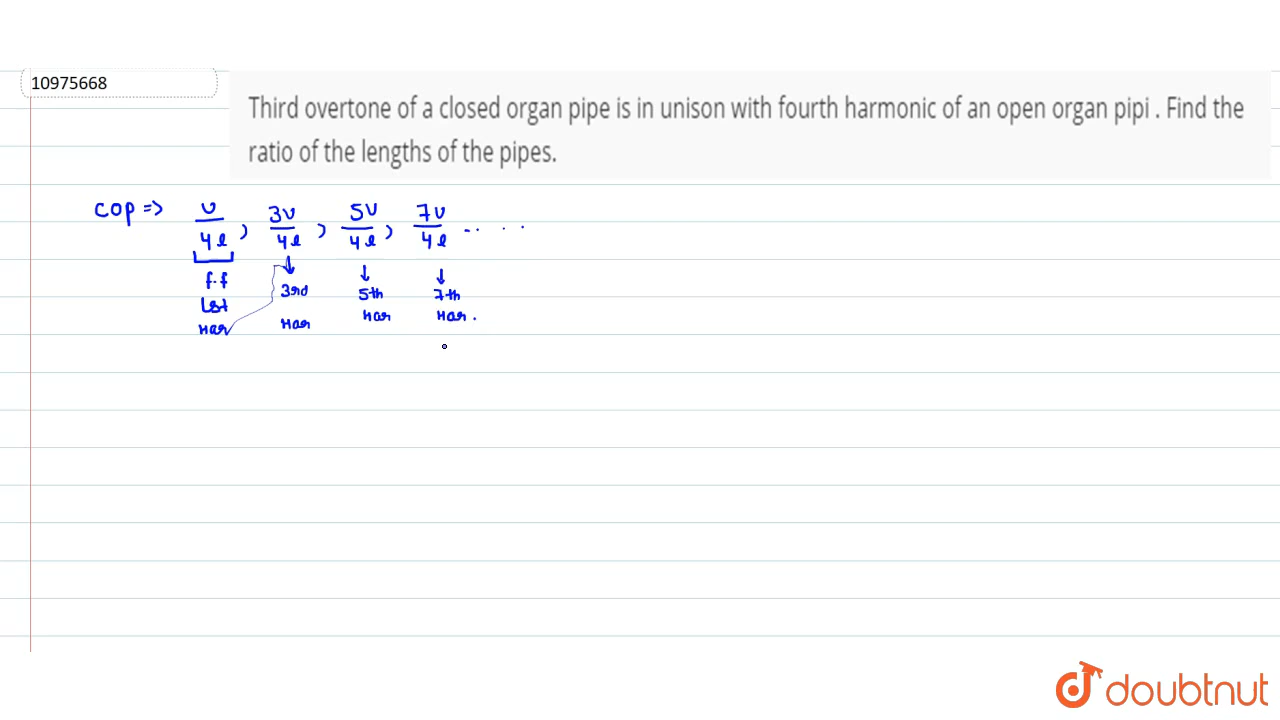 10975668
Third overtone of a closed organ pipe is in unison with fourth harmonic of an open organ pipi . Find the
ratio of the lengths of the pipes.
COP => v/4l , 3v/4l , 5v/4l , 7v/4l .. . .
f.f
3rd 5th 7th
1st
Har Har Har Har .
doubtnut